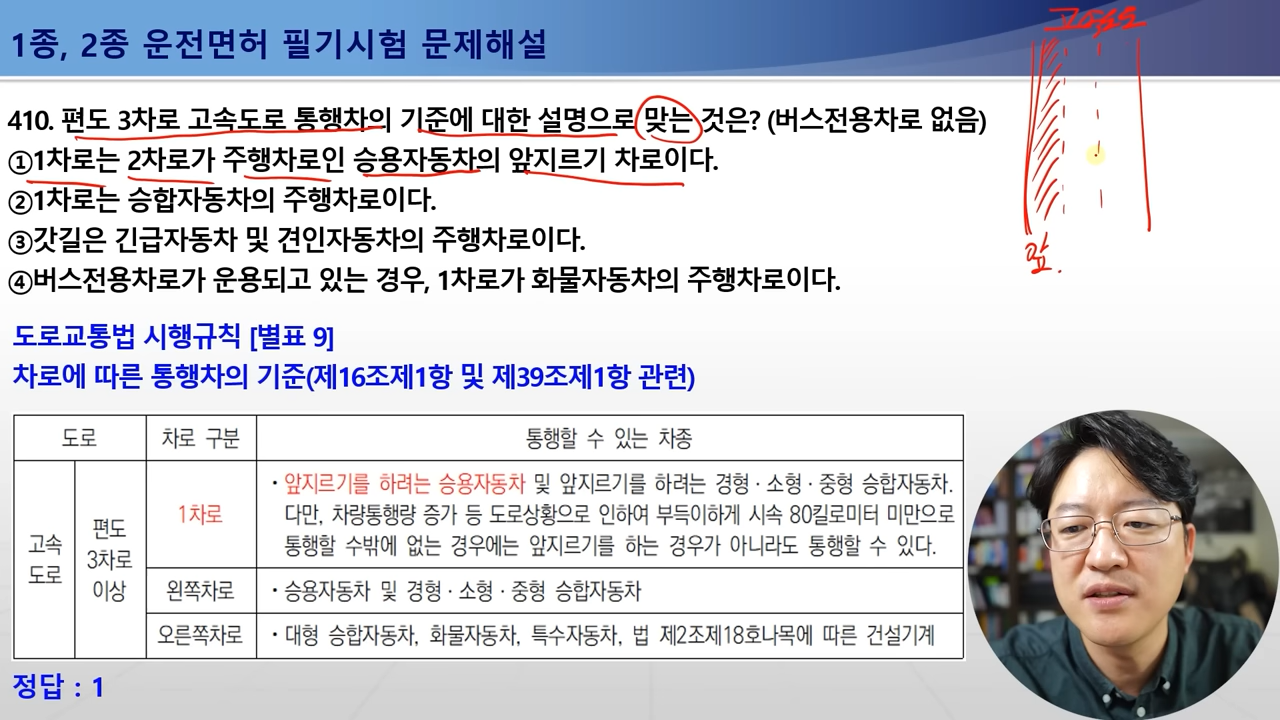 1종, 2종 운전면허 필기시험 문제해설
고속도
410. 편도 3차로 고속도로 통행차의 기준에 대한 설명으로 맞는 것은? (버스전용차로 없음)
①1차로는 2차로가 주행차로인 승용자동차의 앞지르기 차로이다.
②1차로는 승합자동차의 주행차로이다.
③갓길은 긴급자동차 및 견인자동차의 주행차로이다.
④버스전용차로가 운용되고 있는 경우, 1차로가 화물자동차의 주행차로이다.
앞.
도로교통법 시행규칙 [별표 9]
차로에 따른 통행차의 기준(제16조제1항 및 제39조제1항 관련)
도로 차로 구분 통행할 수 있는 차종
고속
도로
편도
3차로
이상
1차로
· 앞지르기를 하려는 승용자동차 및 앞지르기를 하려는 경형 · 소형 · 중형 승합자동차.
다만, 차량통행량 증가 등 도로상황으로 인하여 부득이하게 시속 80킬로미터 미만으로
통행할 수밖에 없는 경우에는 앞지르기를 하는 경우가 아니라도 통행할 수 있다.
왼쪽차로 · 승용자동차 및 경형 · 소형 · 중형 승합자동차
오른쪽차로 · 대형 승합자동차, 화물자동차, 특수자동차, 법 제2조제18호나목에 따른 건설기계
정답 : 1